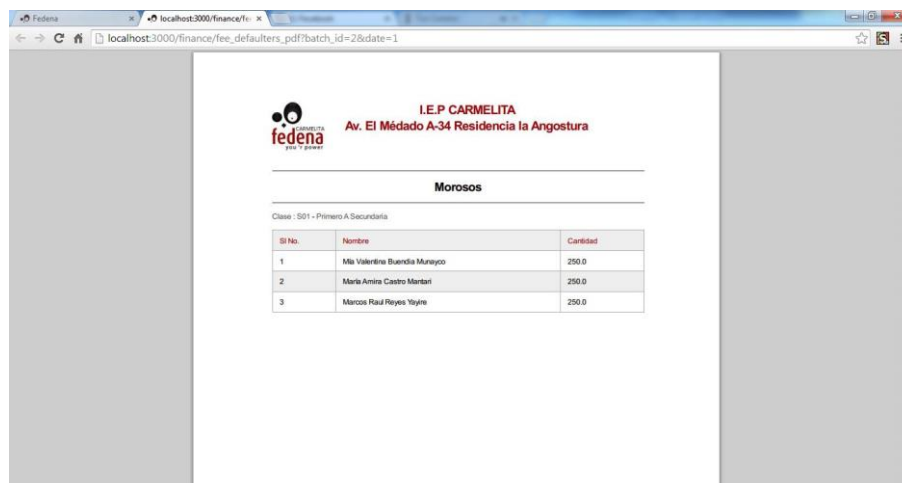 Fedena
localhost:3000/finance/fe
localhost:3000/finance/fee_defaulters_pdf?batch_id=2&date=1
CARMELITA
fedena
you 'r power
I.E.P CARMELITA
Av. El Médado A-34 Residencia la Angostura
Morosos
Clase : S01 - Primero A Secundaria
Sl No. Nombre Cantidad
1 Mia Valentina Buendia Munayco 250.0
2 Maria Amira Castro Mantari 250.0
3 Marcos Raul Reyes Yayire 250.0